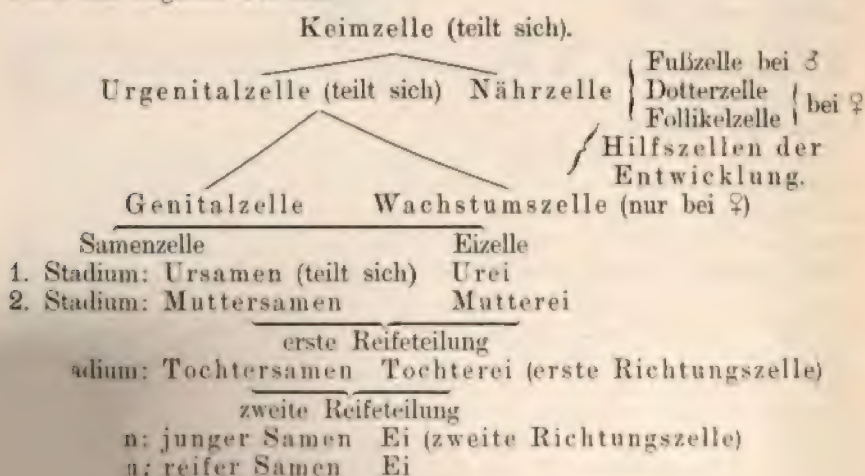 Keimzelle (teilt sich).
Urgenitalzelle (teilt sich) Nährzelle
Fußzelle bei ♂
Dotterzelle
Follikelzelle
bei ♀
Hilfszellen der
Entwicklung.
Genitalzelle Wachstumszelle (nur bei ♀)
Samenzelle Eizelle
1. Stadium: Ursamen (teilt sich) Urei
2. Stadium: Muttersamen Mutterei
erste Reifeteilung
adium: Tochtersamen Tochterei (erste Richtungszelle)
zweite Reifeteilung
n: junger Samen Ei (zweite Richtungszelle)
n: reifer Samen Ei